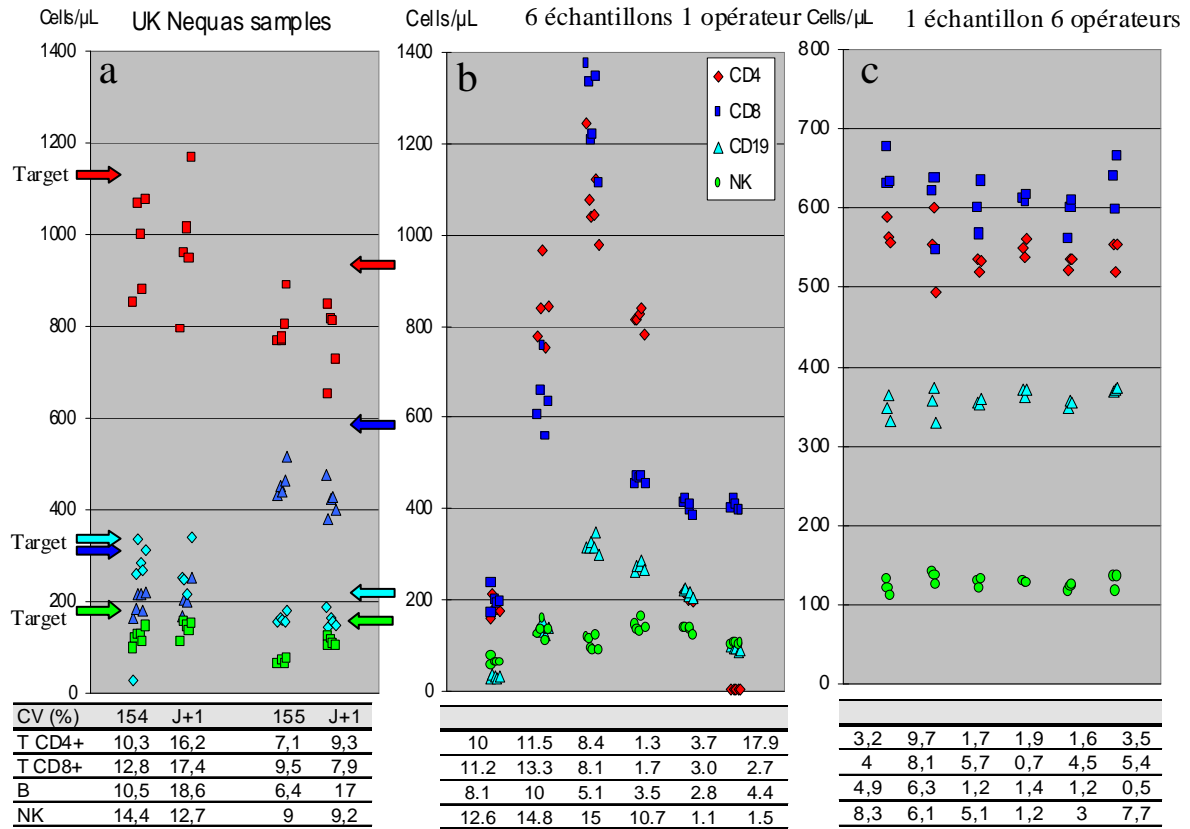 Cells/µL
UK Nequas samples
a
1400
1200
1000
800
600
400
200
0
Target
Target
Target
CV (%) 154 J+1 155 J+1
T CD4+ 10,3 16,2 7,1 9,3
T CD8+ 12,8 17,4 9,5 7,9
B 10,5 18,6 6,4 17
NK 14,4 12,7 9 9,2
Cells/µL
6 échantillons 1 opérateur
b
1400
1200
1000
800
600
400
200
0
CD4
CD8
CD19
NK
10 11.5 8.4 1.3 3.7 17.9
11.2 13.3 8.1 1.7 3.0 2.7
8.1 10 5.1 3.5 2.8 4.4
12.6 14.8 15 10.7 1.1 1.5
Cells/µL
1 échantillon 6 opérateurs
c
800
700
600
500
400
300
200
100
0
3,2 9,7 1,7 1,9 1,6 3,5
4 8,1 5,7 0,7 4,5 5,4
4,9 6,3 1,2 1,4 1,2 0,5
8,3 6,1 5,1 1,2 3 7,7